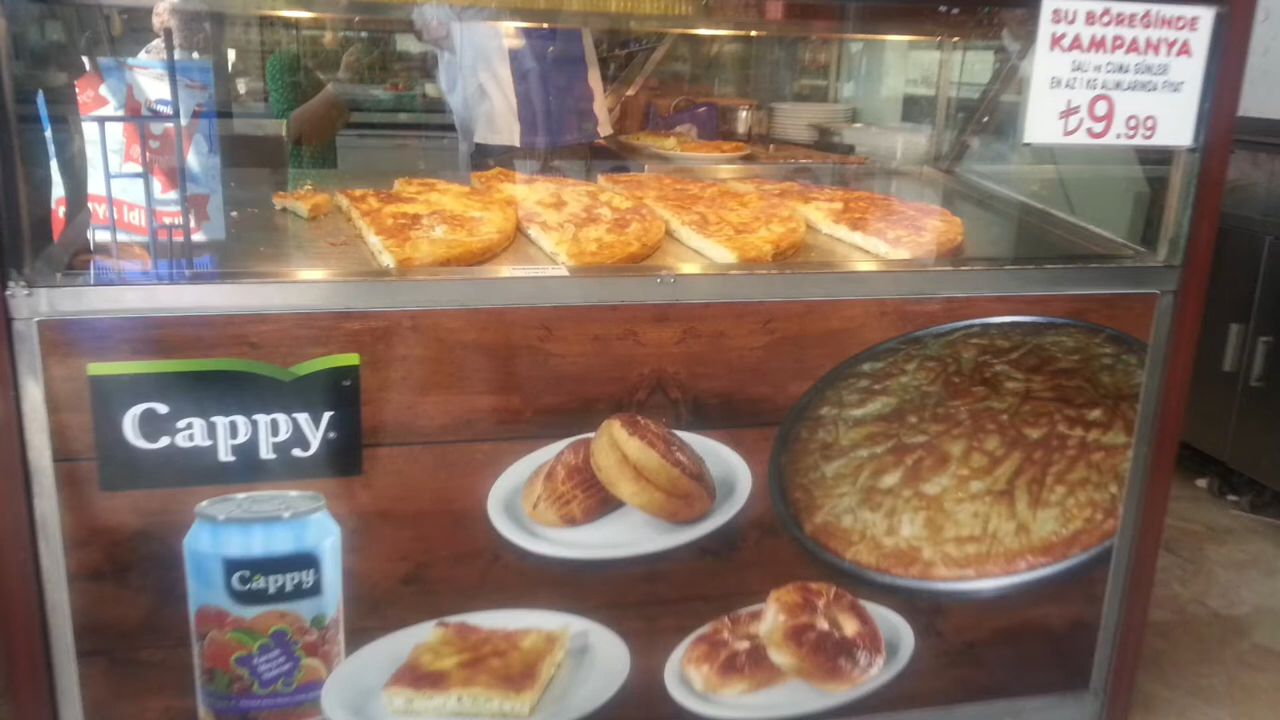 SU BÖREĞİNDE
KAMPANYA
SALI ve CUMA GÜNLERİ
EN AZ 1 KG ALIMLARINDA FİYAT
₺9.99
Cappy
Cappy